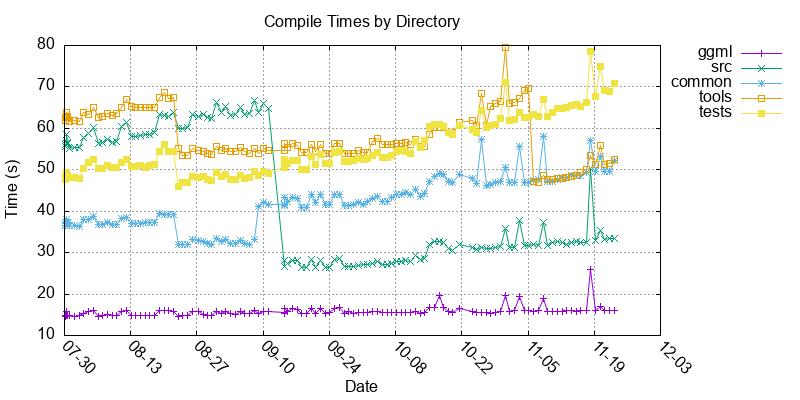 Compile Times by Directory
ggml
src
common
tools
tests
80
70
60
50
40
30
20
10
Time (s)
07-30
08-13
08-27
09-10
09-24
10-08
10-22
11-05
11-19
12-03
Date